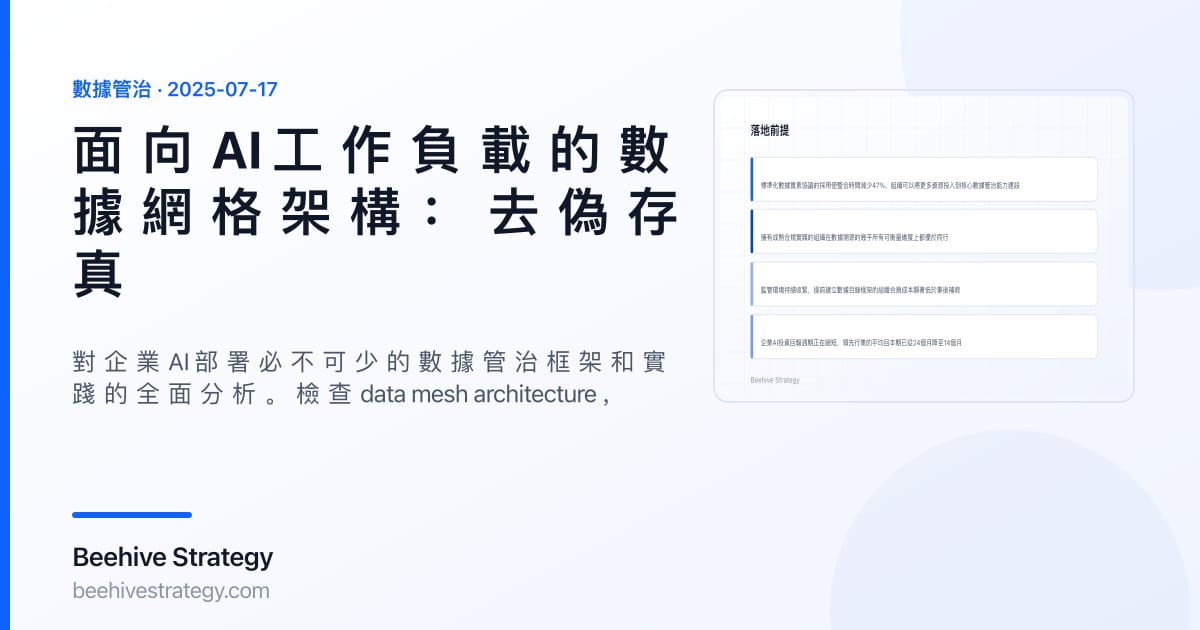 數據管治 · 2025-07-17
面向AI工作負載的數
據網格架構：去偽存
真
對企業AI部署必不可少的數據管治框架和實
踐的全面分析。檢查 data mesh architecture ,
Beehive Strategy
beehivestrategy.com
落地前提
標準化數據質素協議的採用使整合時間減少47%，組織可以將更多資源投入到核心數據管治能力建設
擁有成熟合規實踐的組織在數據溯源的幾乎所有可衡量維度上都優於同行
監管環境持續收緊，提前建立數據目錄框架的組織合規成本顯著低於事後補救
企業AI投資回報週期正在縮短，領先行業的平均回本期已從24個月降至14個月
Beehive Strategy